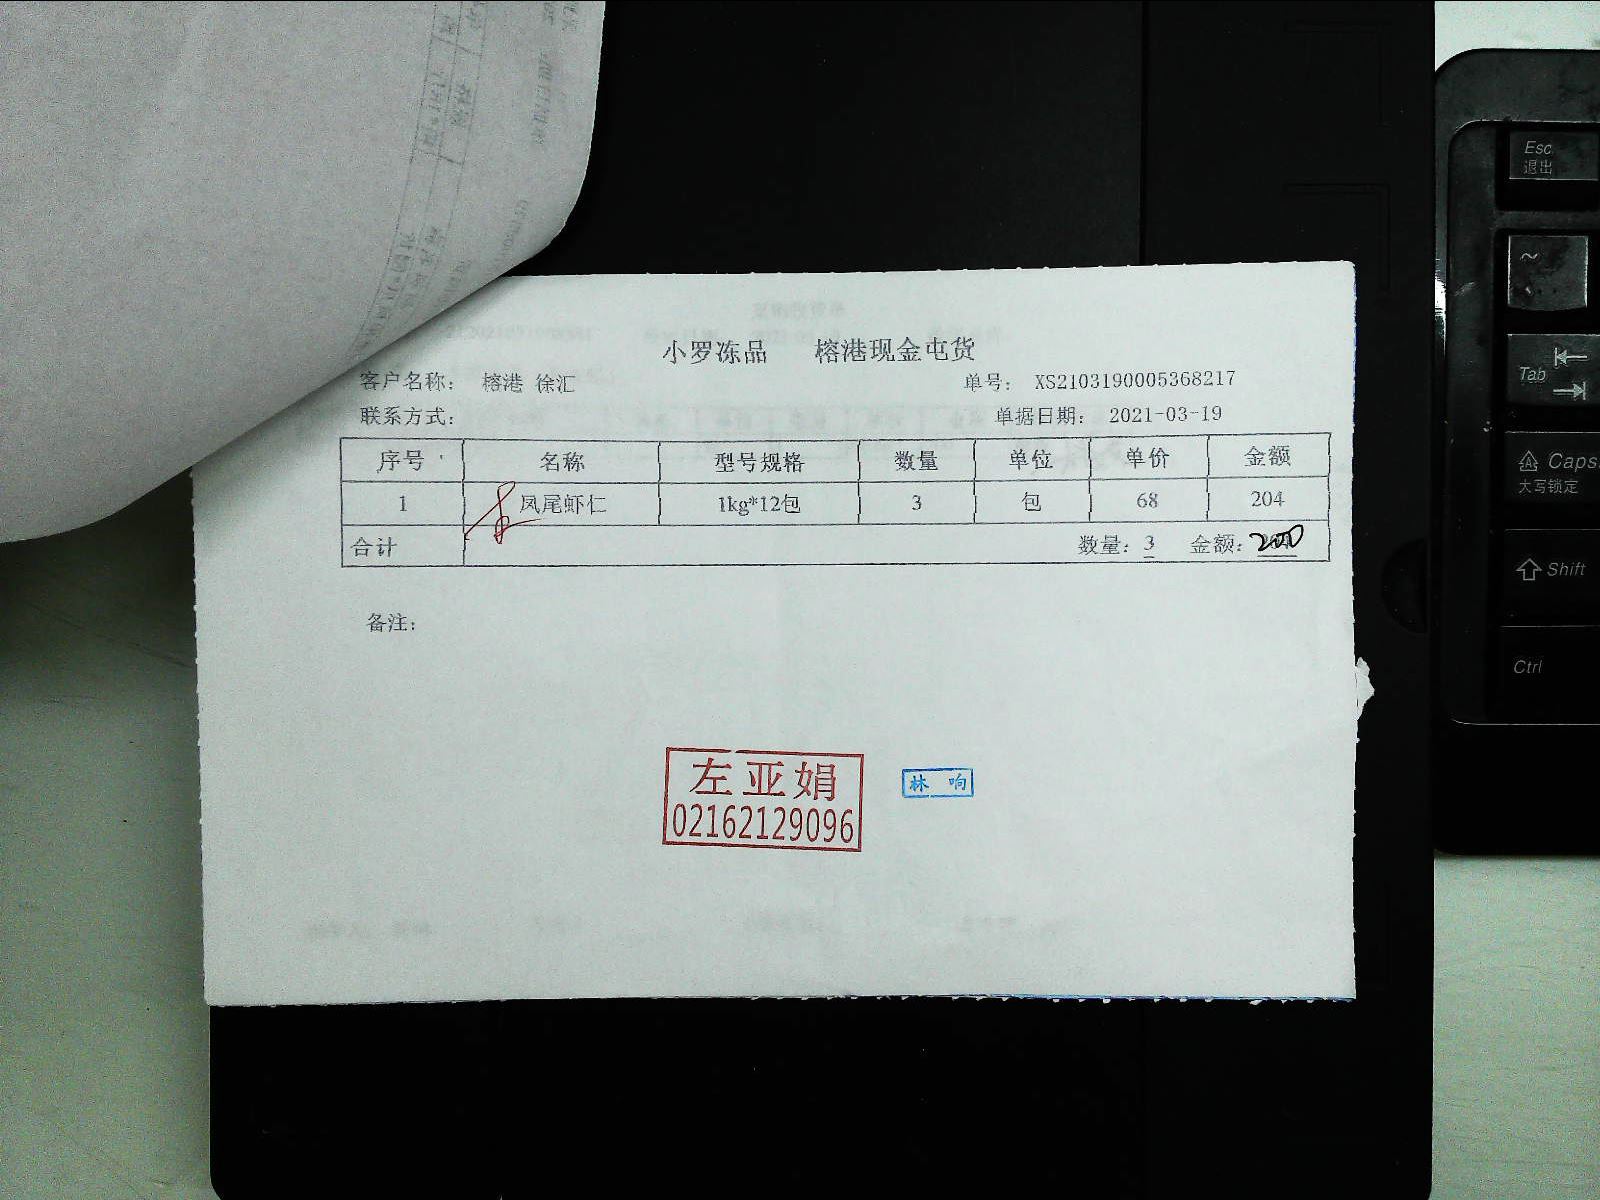 小罗冻品 榕港现金屯货
客户名称： 榕港 徐汇 单号： XS2103190005368217
联系方式： 单据日期： 2021-03-19
序号 名称 型号规格 数量 单位 单价 金额
1 凤尾虾仁 1kg*12包 3 包 68 204
合计 数量：3 金额：200
备注：
左亚娟
02162129096
林响
Esc
退出
~
Tab
Caps
大写锁定
Shift
Ctrl